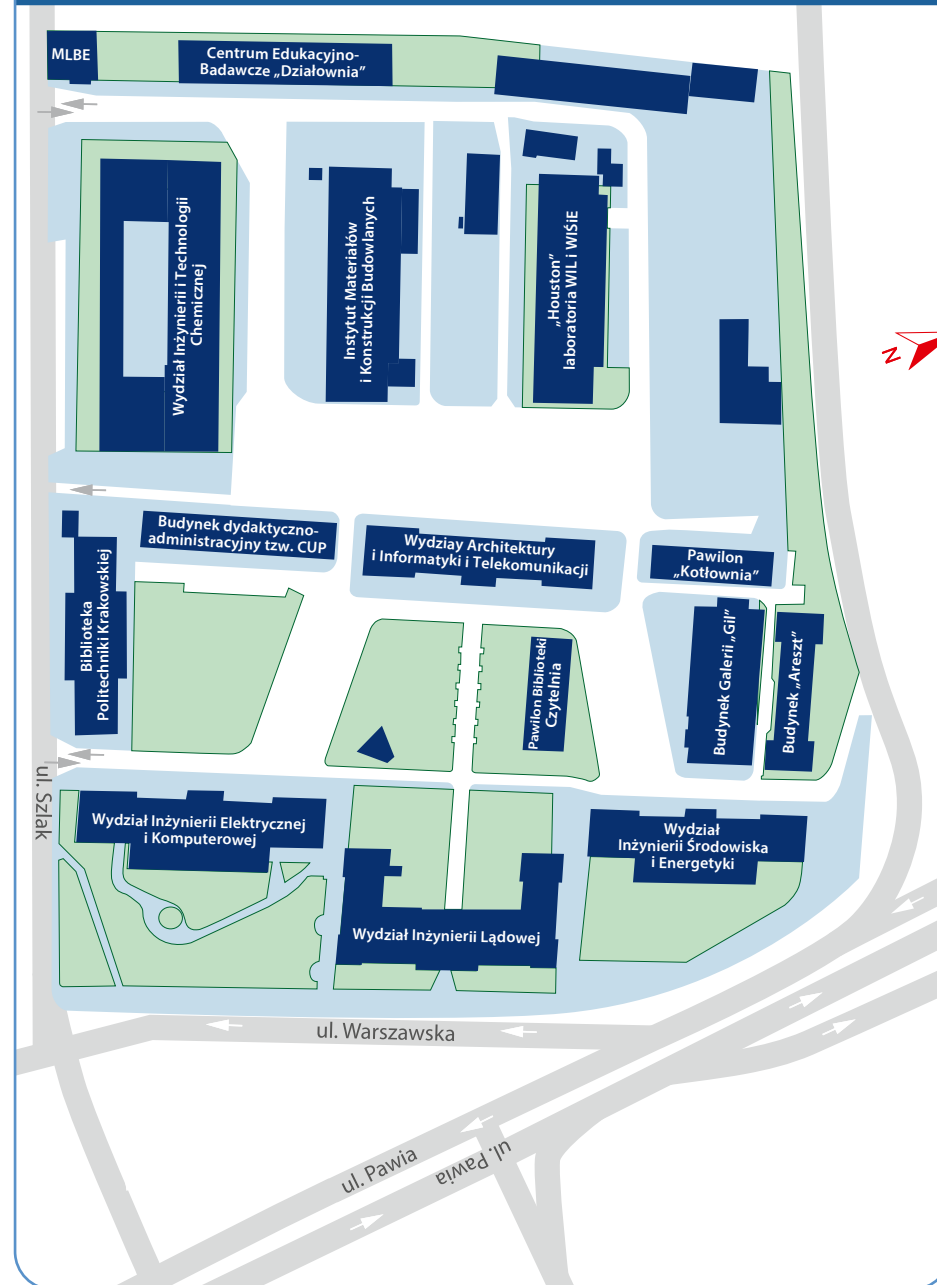 MLBE
Centrum Edukacyjno-
Badawcze „Działownia”
Wydział Inżynierii i Technologii
Chemicznej
Instytut Materiałów
i Konstrukcji Budowlanych
„Houston”
laboratoria WIL i WIŚiE
N
Budynek dydaktyczno-
administracyjny tzw. CUP
Wydziay Architektury
i Informatyki i Telekomunikacji
Pawilon
„Kotłownia”
Biblioteka
Politechniki Krakowskiej
Pawilon Biblioteki
Czytelnia
Budynek Galerii „Gil”
Budynek „Areszt”
ul. Szlak
Wydział Inżynierii Elektrycznej
i Komputerowej
Wydział
Inżynierii Środowiska
i Energetyki
Wydział Inżynierii Lądowej
ul. Warszawska
ul. Pawia
ul. Pawia